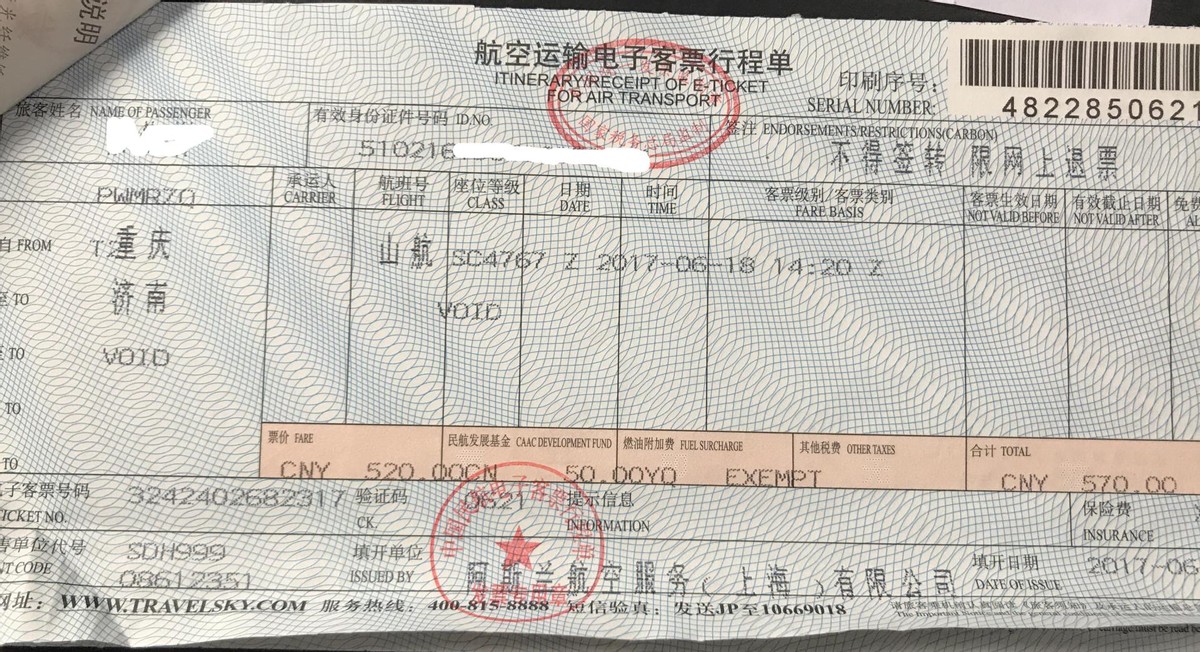 说明
航空运输电子客票行程单
ITINERARY/RECEIPT OF E-TICKET
FOR AIR TRANSPORT
印刷序号:
SERIAL NUMBER:
4822850621
旅客姓名 NAME OF PASSENGER
有效身份证件号码 ID.NO.
510216
签注 ENDORSEMENTS/RESTRICTIONS(CARBON)
不得签转 限网上退票
PWMR7Q
承运人 CARRIER
航班号 FLIGHT
座位等级 CLASS
日期 DATE
时间 TIME
客票级别/客票类别 FARE BASIS
客票生效日期 NOT VALID BEFORE
有效截止日期 NOT VALID AFTER
免费
自 FROM T2重庆 山航 SC4767 Z 2017-06-18 14:20 Z
至 TO 济南 VOID
至 TO VOID
TO
TO
票价 FARE
民航发展基金 CAAC DEVELOPMENT FUND
燃油附加费 FUEL SURCHARGE
其他税费 OTHER TAXES
合计 TOTAL
CNY 520.00CN 50.00YQ EXEMPT CNY 570.00
子客票号码 3242402682317 验证码 0621 提示信息 保险费
TICKET NO. CK. INFORMATION INSURANCE
售单位代号 SDH999 填开单位 填开日期 2017-06
NT CODE 08612351 ISSUED BY 阿斯兰航空服务(上海)有限公司 DATE OF ISSUE
网址: WWW.TRAVELSKY.COM 服务热线: 400-815-8888 短信验真: 发送JP至10669018